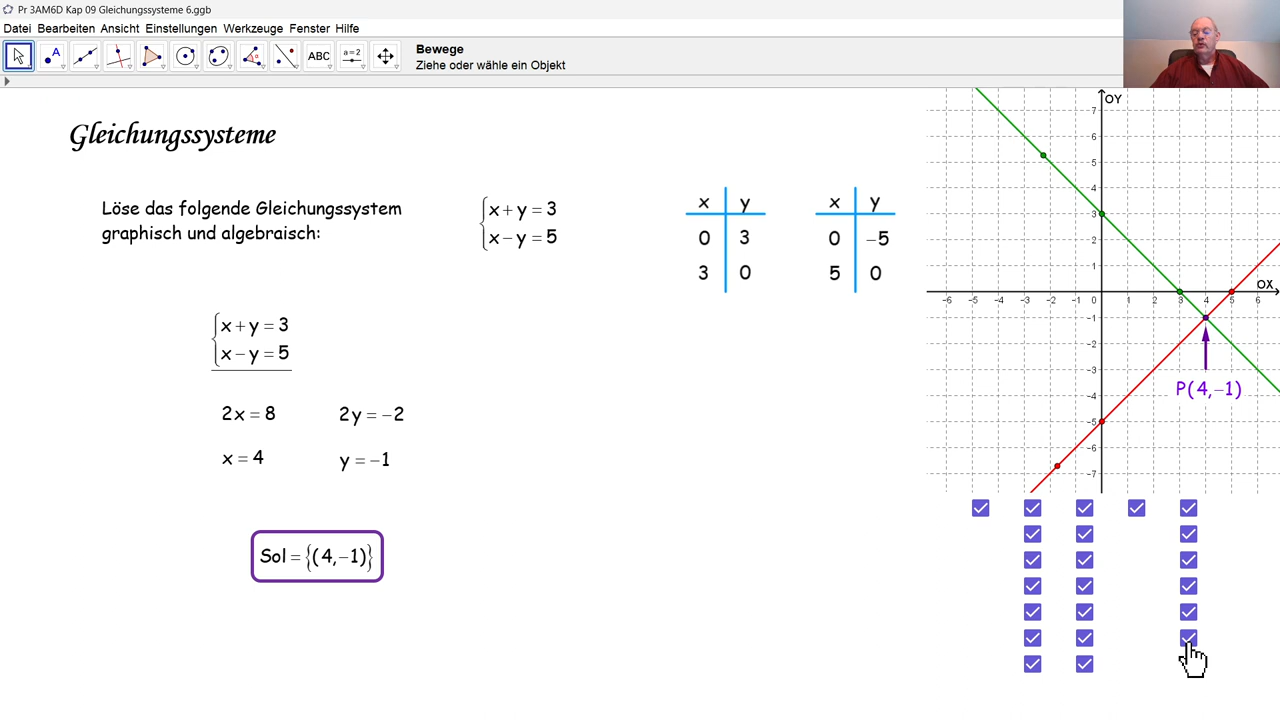 Pr 3AM6D Kap 09 Gleichungssysteme 6.ggb
Datei Bearbeiten Ansicht Einstellungen Werkzeuge Fenster Hilfe
A ABC a=2
Bewege
Ziehe oder wähle ein Objekt
Gleichungssysteme
Löse das folgende Gleichungssystem
graphisch und algebraisch:
x+y=3
x−y=5
x y
0 3
3 0
x y
0 −5
5 0
x+y=3
x−y=5
2x=8 2y=−2
x=4 y=−1
Sol={(4,−1)}
OY
7
6
5
4
3
2
1
−6 −5 −4 −3 −2 −1 0 1 2 3 4 5 6
OX
−1
−2
−3
−4
−5
−6
−7
P(4,−1)